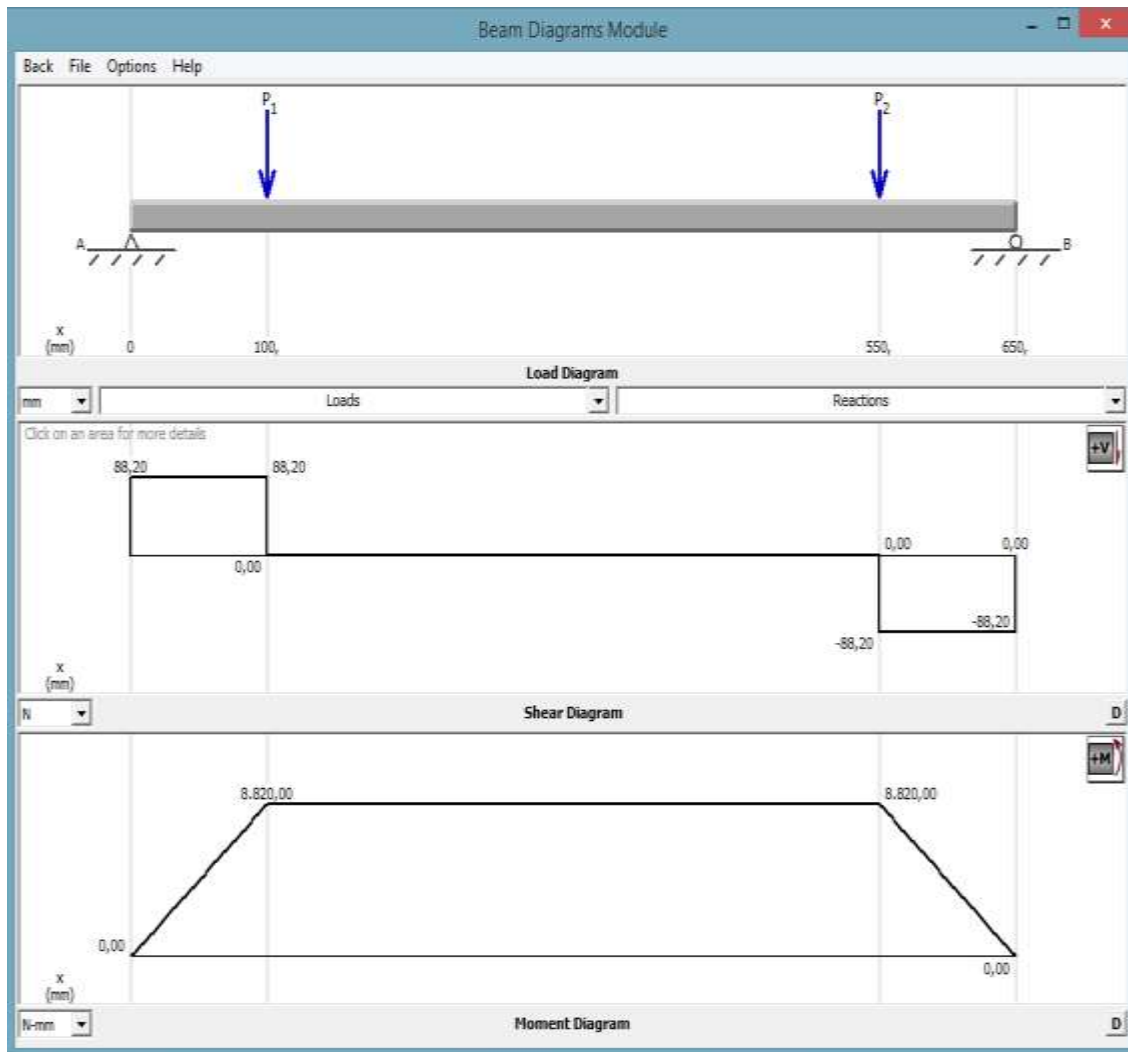 Beam Diagrams Module
Back File Options Help
P1 P2
A B
x
(mm) 0 100, 550, 650,
Load Diagram
mm Loads Reactions
Click on an area for more details
+V
88,20 88,20
0,00 0,00 0,00
-88,20 -88,20
x
(mm)
N Shear Diagram D
+M
8.820,00 8.820,00
0,00 0,00
x
(mm)
N-mm Moment Diagram D